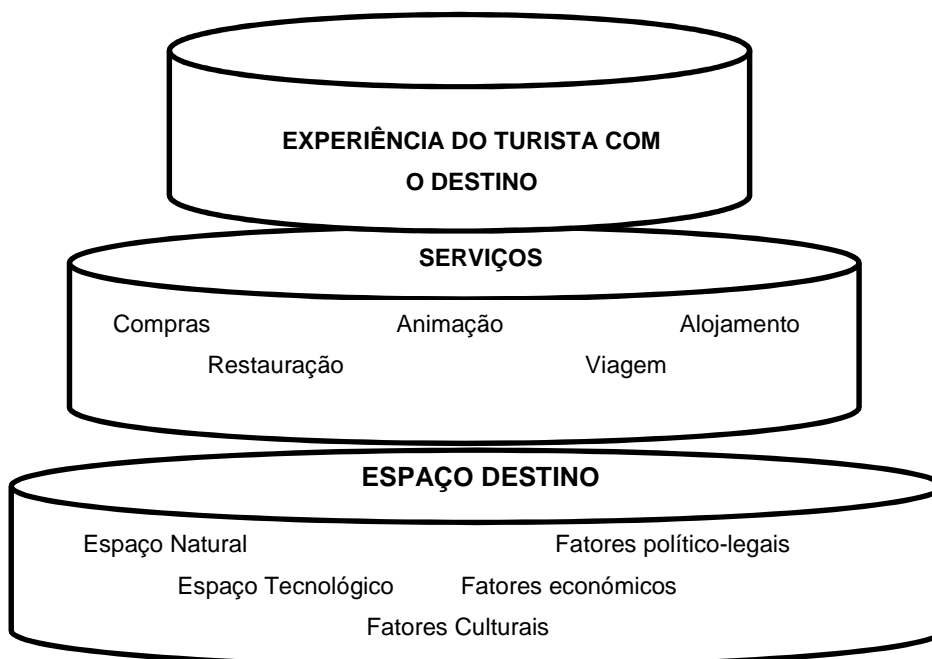 EXPERIÊNCIA DO TURISTA COM
O DESTINO
SERVIÇOS
Compras Animação Alojamento
Restauração Viagem
ESPAÇO DESTINO
Espaço Natural Fatores político-legais
Espaço Tecnológico Fatores económicos
Fatores Culturais